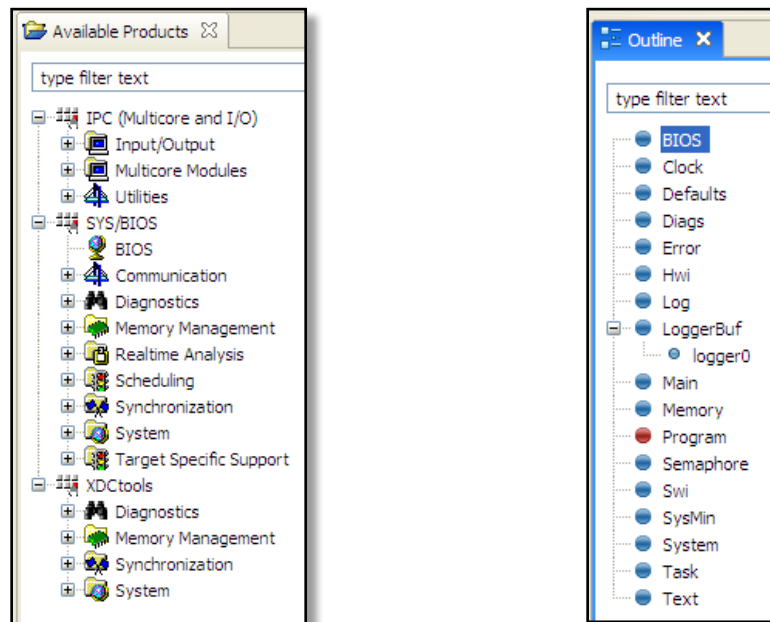 Available Products
type filter text
IPC (Multicore and I/O)
Input/Output
Multicore Modules
Utilities
SYS/BIOS
BIOS
Communication
Diagnostics
Memory Management
Realtime Analysis
Scheduling
Synchronization
System
Target Specific Support
XDCtools
Diagnostics
Memory Management
Synchronization
System
Outline
type filter text
BIOS
Clock
Defaults
Diags
Error
Hwi
Log
LoggerBuf
logger0
Main
Memory
Program
Semaphore
Swi
SysMin
System
Task
Text